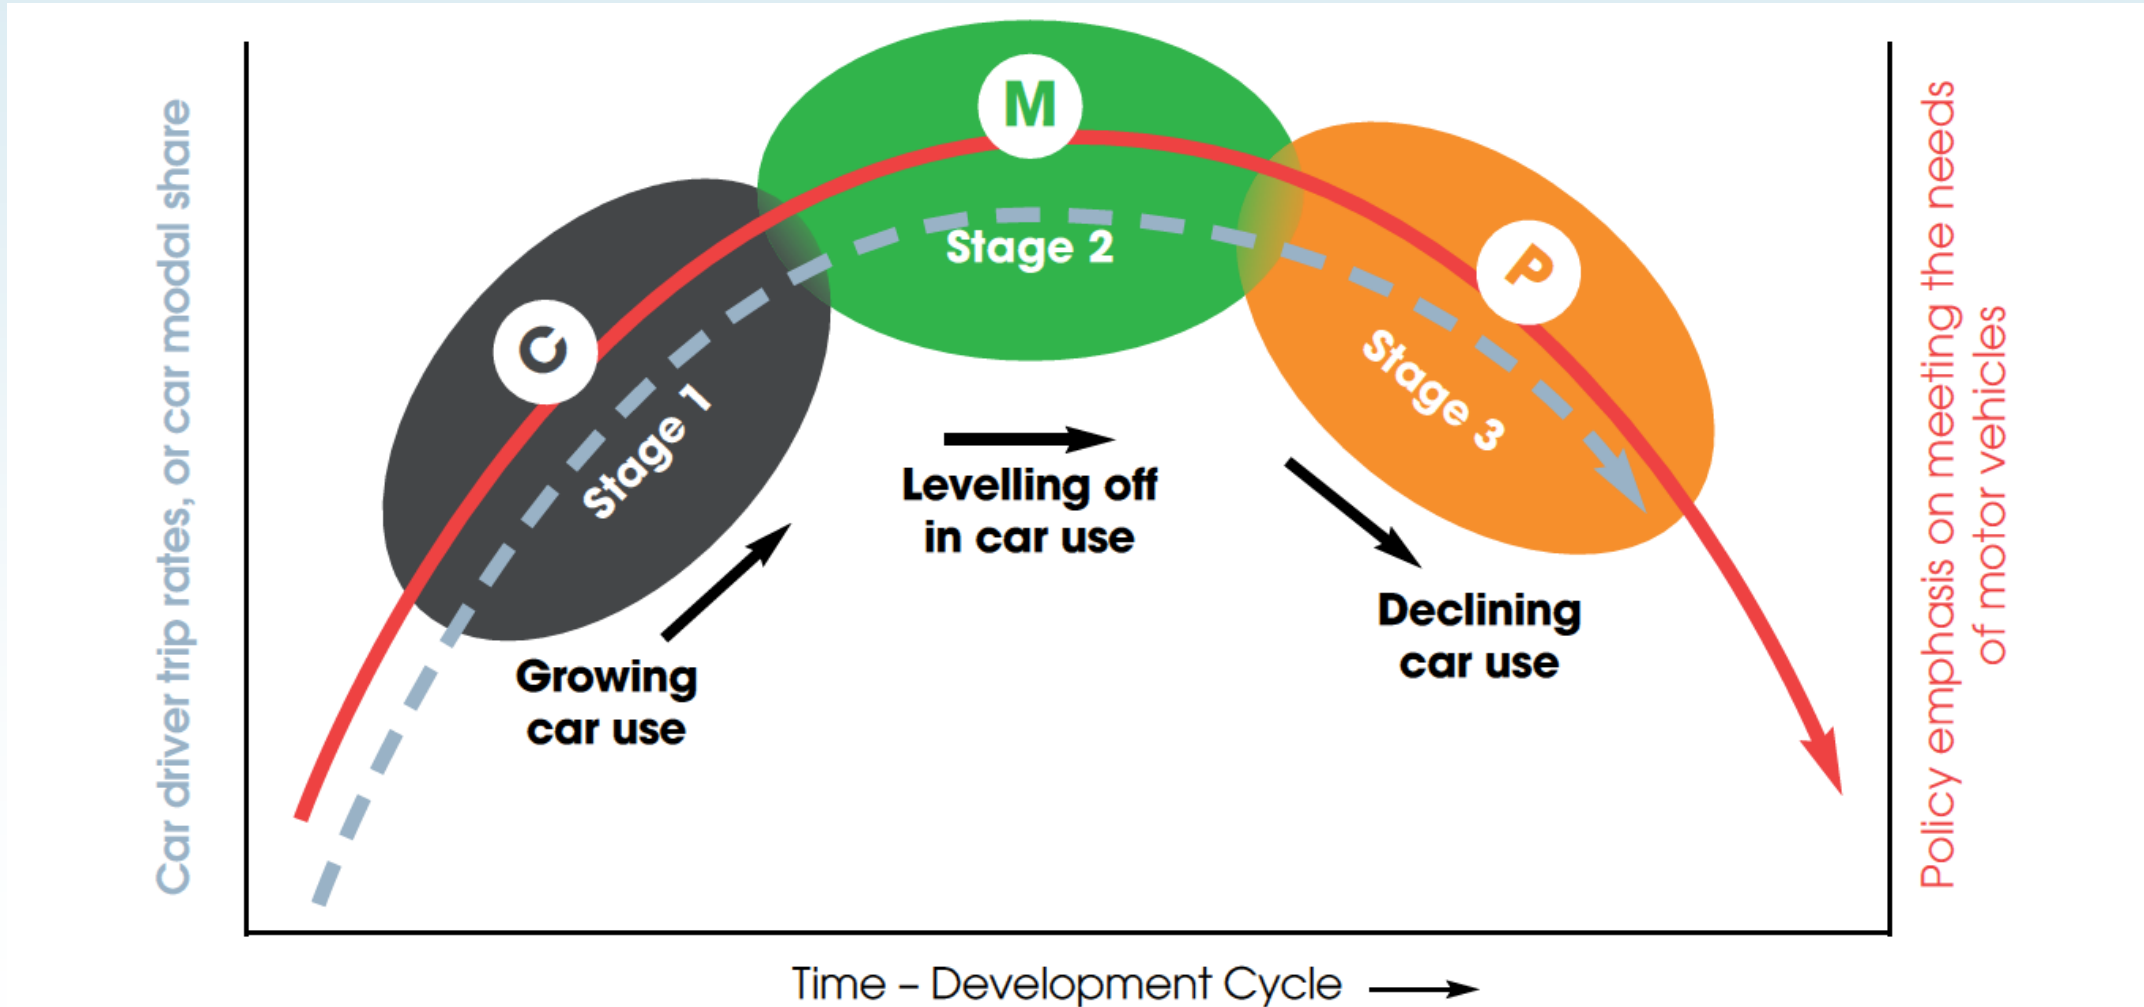 Car driver trip rates, or car modal share
C
Stage 1
Growing
car use
M
Stage 2
Levelling off
in car use
P
Stage 3
Declining
car use
Policy emphasis on meeting the needs
of motor vehicles
Time – Development Cycle